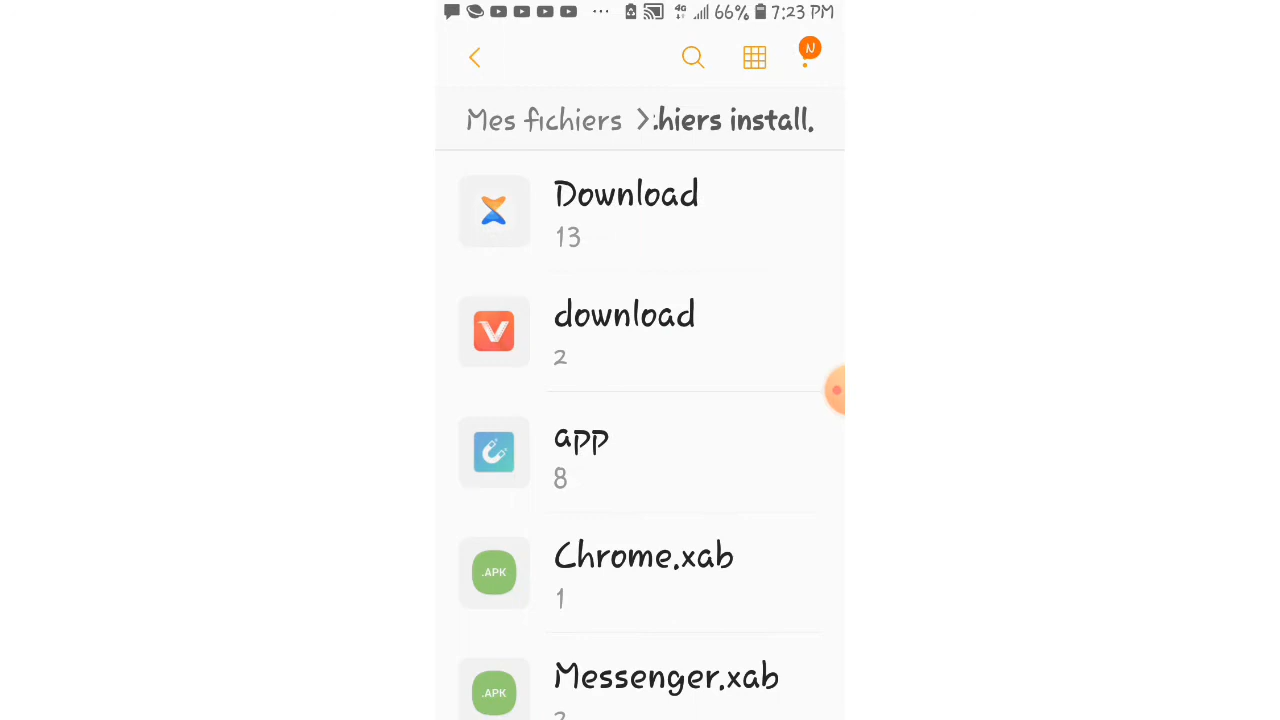 4G 66% 7:23 PM
N
Mes fichiers >hiers install.
Download
13
download
2
app
8
.APK
Chrome.xab
1
.APK
Messenger.xab